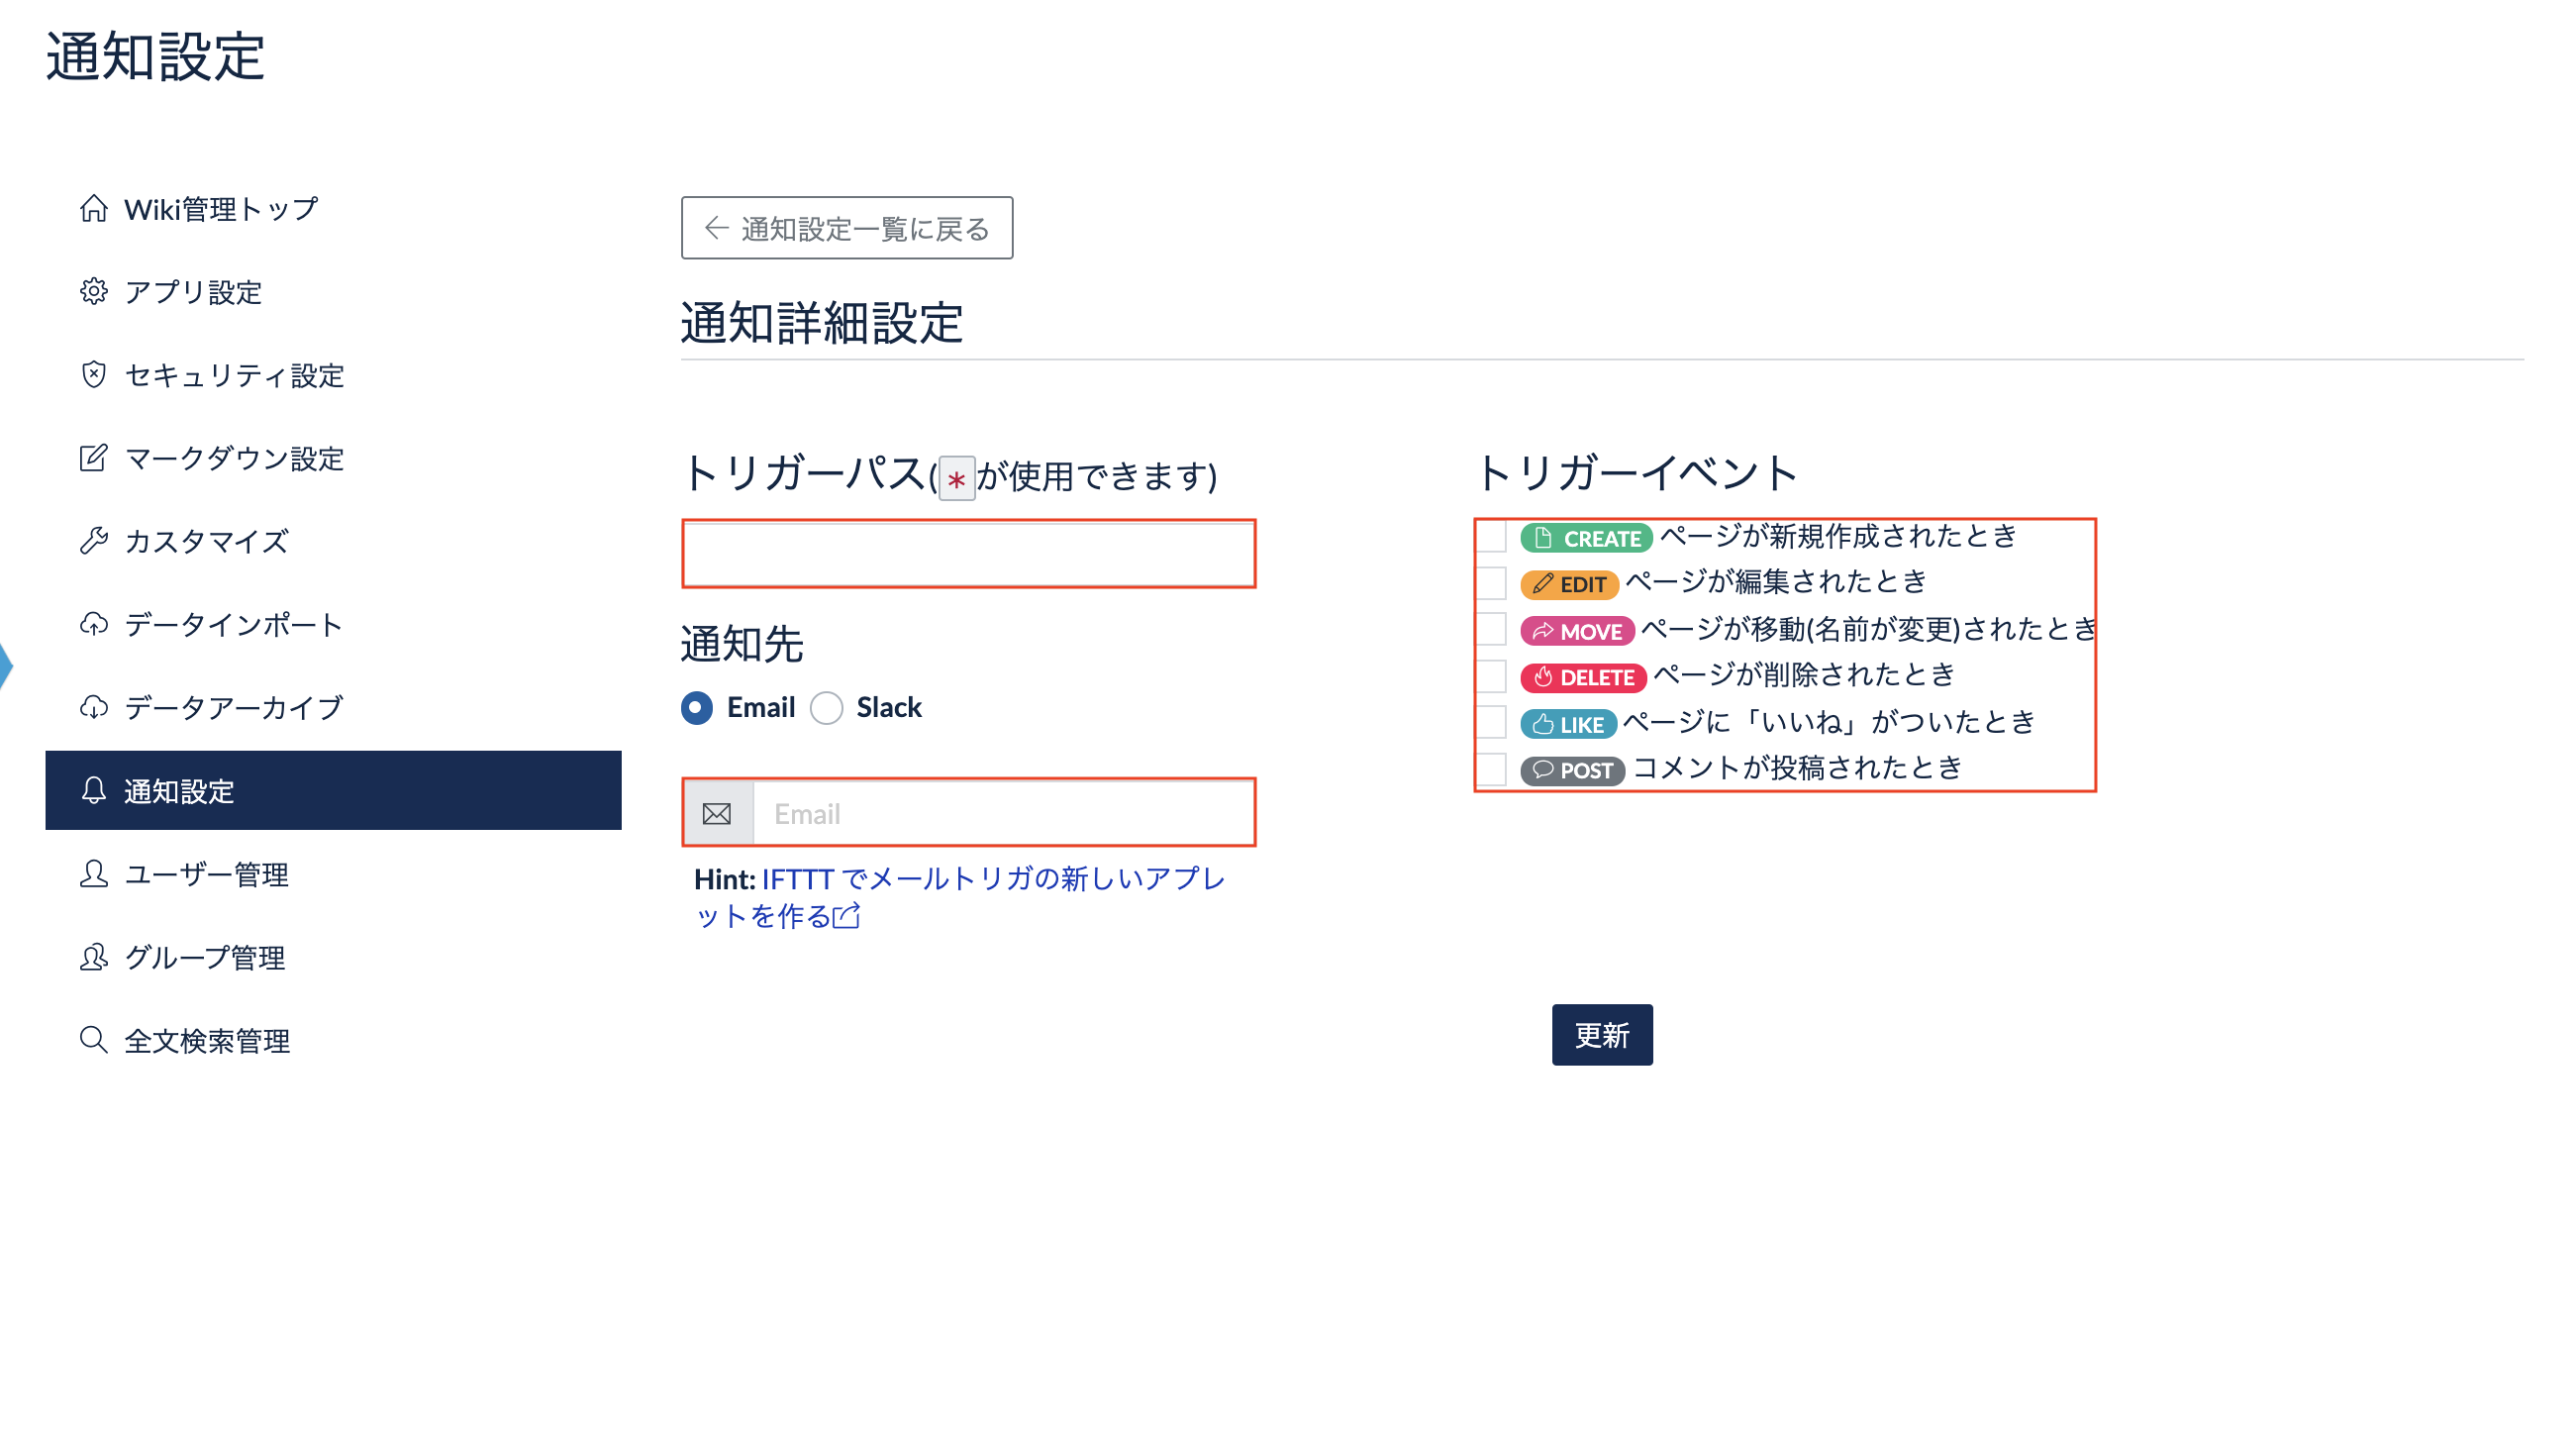 通知設定
Wiki管理トップ
アプリ設定
セキュリティ設定
マークダウン設定
カスタマイズ
データインポート
データアーカイブ
通知設定
ユーザー管理
グループ管理
全文検索管理
通知設定一覧に戻る
通知詳細設定
トリガーパス(*が使用できます)
通知先
Email Slack
Email
Hint: IFTTT でメールトリガの新しいアプレ
ットを作る
トリガーイベント
CREATE ページが新規作成されたとき
EDIT ページが編集されたとき
MOVE ページが移動(名前が変更)されたとき
DELETE ページが削除されたとき
LIKE ページに「いいね」がついたとき
POST コメントが投稿されたとき
更新